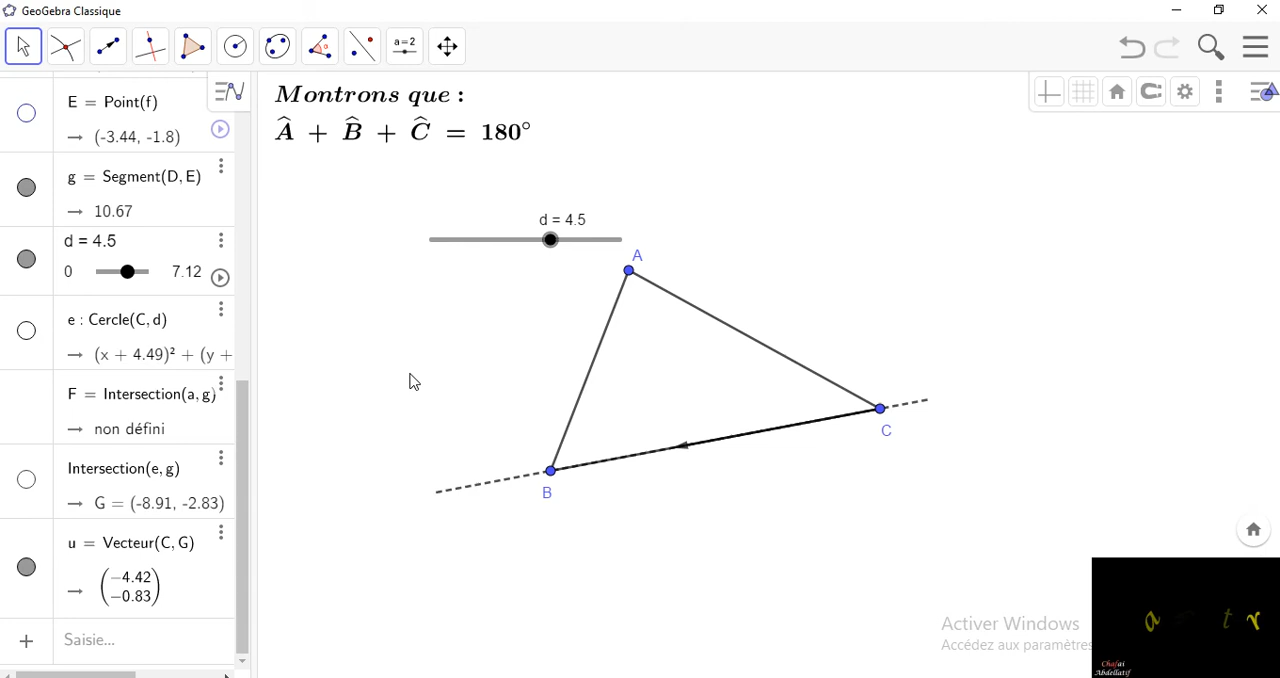 GeoGebra Classique
a=2
E = Point(f)
→ (-3.44, -1.8)
g = Segment(D, E)
→ 10.67
d = 4.5
0 7.12
e : Cercle(C, d)
→ (x + 4.49)² + (y +
F = Intersection(a, g)
→ non défini
Intersection(e, g)
→ G = (-8.91, -2.83)
u = Vecteur(C, G)
→ (−4.42
−0.83)
+ Saisie...
Montrons que :
Â + B̂ + Ĉ = 180°
d = 4.5
A
C
B
Activer Windows
Accédez aux paramètres
Chafai
Abdellatif